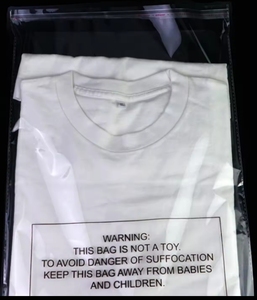 WARNING:
THIS BAG IS NOT A TOY.
TO AVOID DANGER OF SUFFOCATION
KEEP THIS BAG AWAY FROM BABIES
AND CHILDREN.